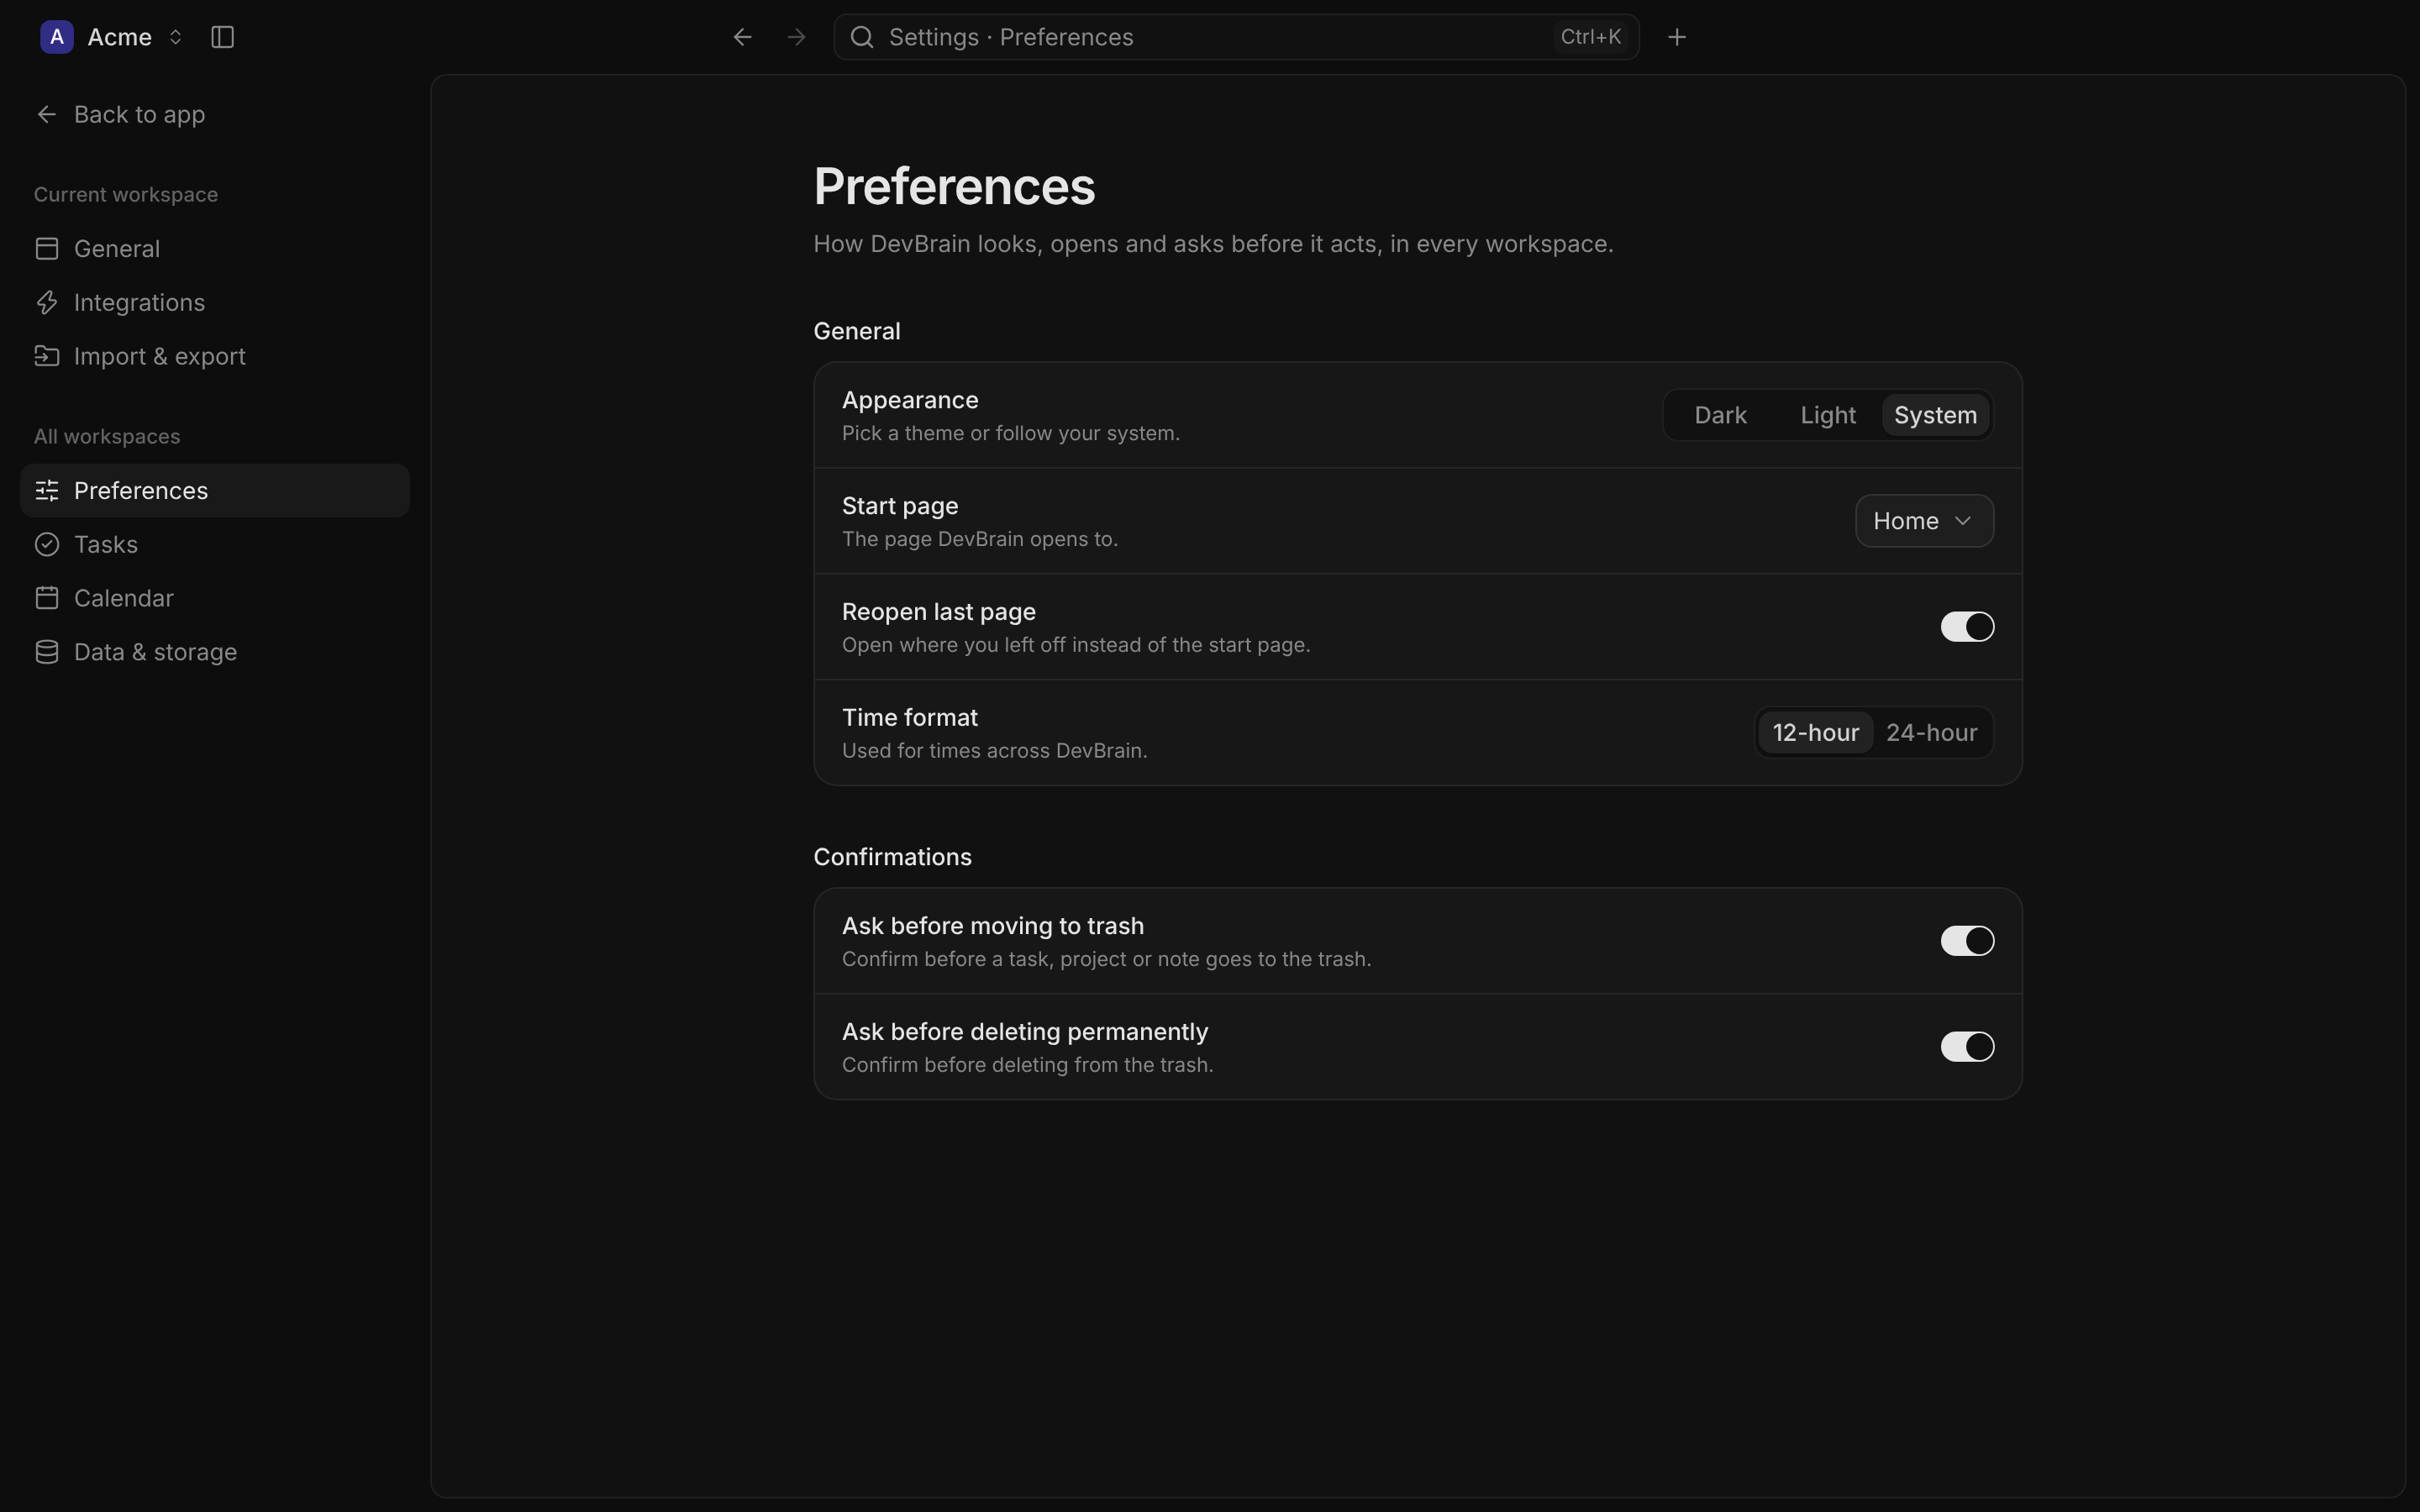 A Acme
Settings · Preferences Ctrl+K
Back to app
Current workspace
General
Integrations
Import & export
All workspaces
Preferences
Tasks
Calendar
Data & storage
Preferences
How DevBrain looks, opens and asks before it acts, in every workspace.
General
Appearance
Pick a theme or follow your system.
Dark Light System
Start page
The page DevBrain opens to.
Home
Reopen last page
Open where you left off instead of the start page.
Time format
Used for times across DevBrain.
12-hour 24-hour
Confirmations
Ask before moving to trash
Confirm before a task, project or note goes to the trash.
Ask before deleting permanently
Confirm before deleting from the trash.